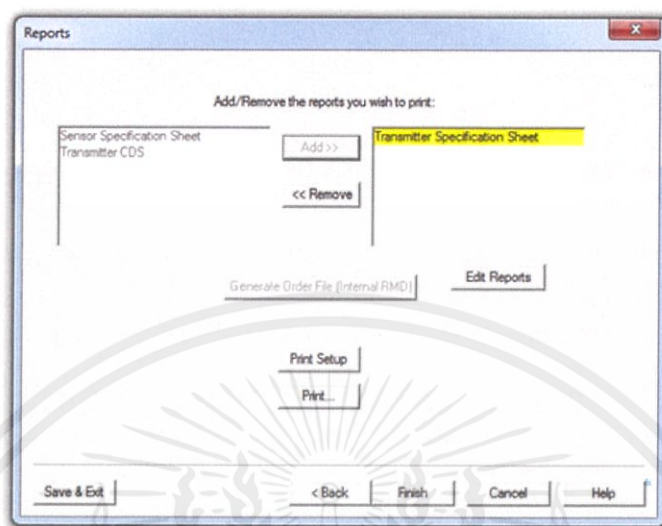 Reports
x
Add/Remove the reports you wish to print:
Sensor Specification Sheet
Transmitter CDS
Add >>
Transmitter Specification Sheet
<< Remove
Generate Order File (Internal RMD)
Edit Reports
Print Setup
Print...
Save & Exit
< Back
Finish
Cancel
Help